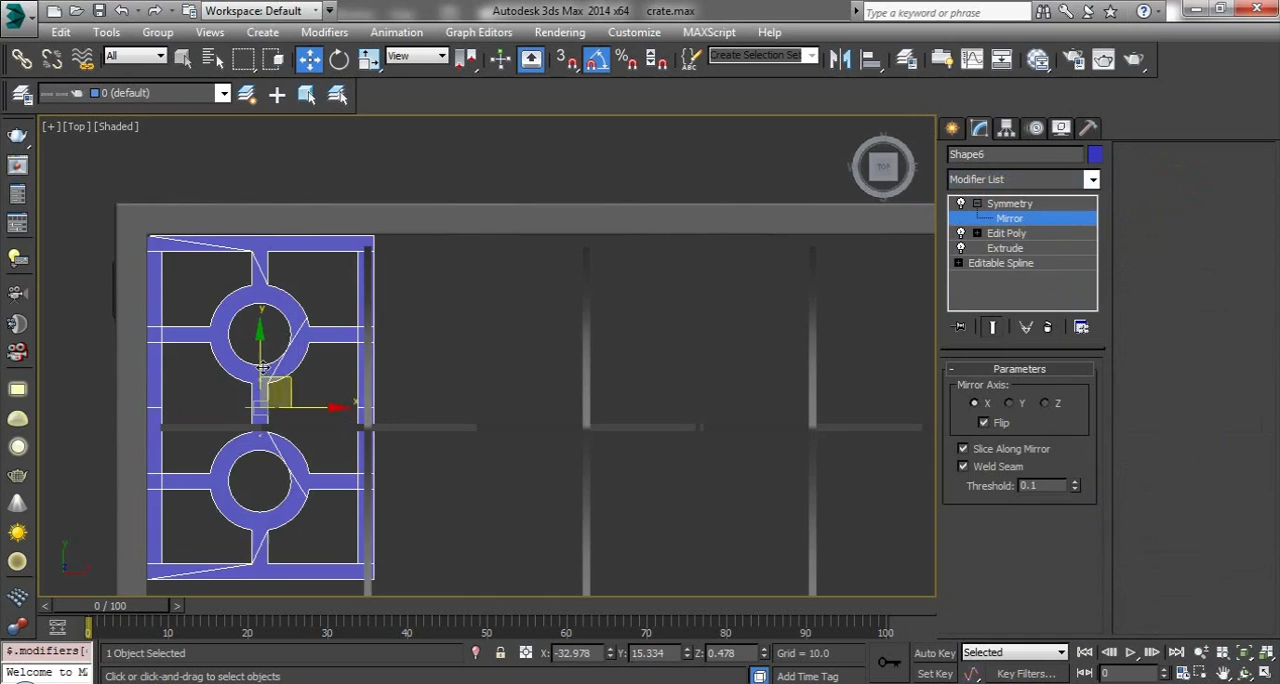 Workspace: Default
Autodesk 3ds Max 2014 x64 crate.max
Type a keyword or phrase
Edit Tools Group Views Create Modifiers Animation Graph Editors Rendering Customize MAXScript Help
All View 3 Create Selection Se
0 (default)
[+] [Top] [Shaded]
TOP
Shape6
Modifier List
Symmetry
Mirror
Edit Poly
Extrude
Editable Spline
Parameters
Mirror Axis:
X Y Z
Flip
Slice Along Mirror
Weld Seam
Threshold: 0.1
y
x
y
x
z
0 / 100
0 10 20 30 40 50 60 70 80 90 100
$.modifiers[ 1 Object Selected X: -32.978 Y: 15.334 Z: 0.478 Grid = 10.0 Auto Key Selected
Welcome to M Click or click-and-drag to select objects Add Time Tag Set Key Key Filters... 0